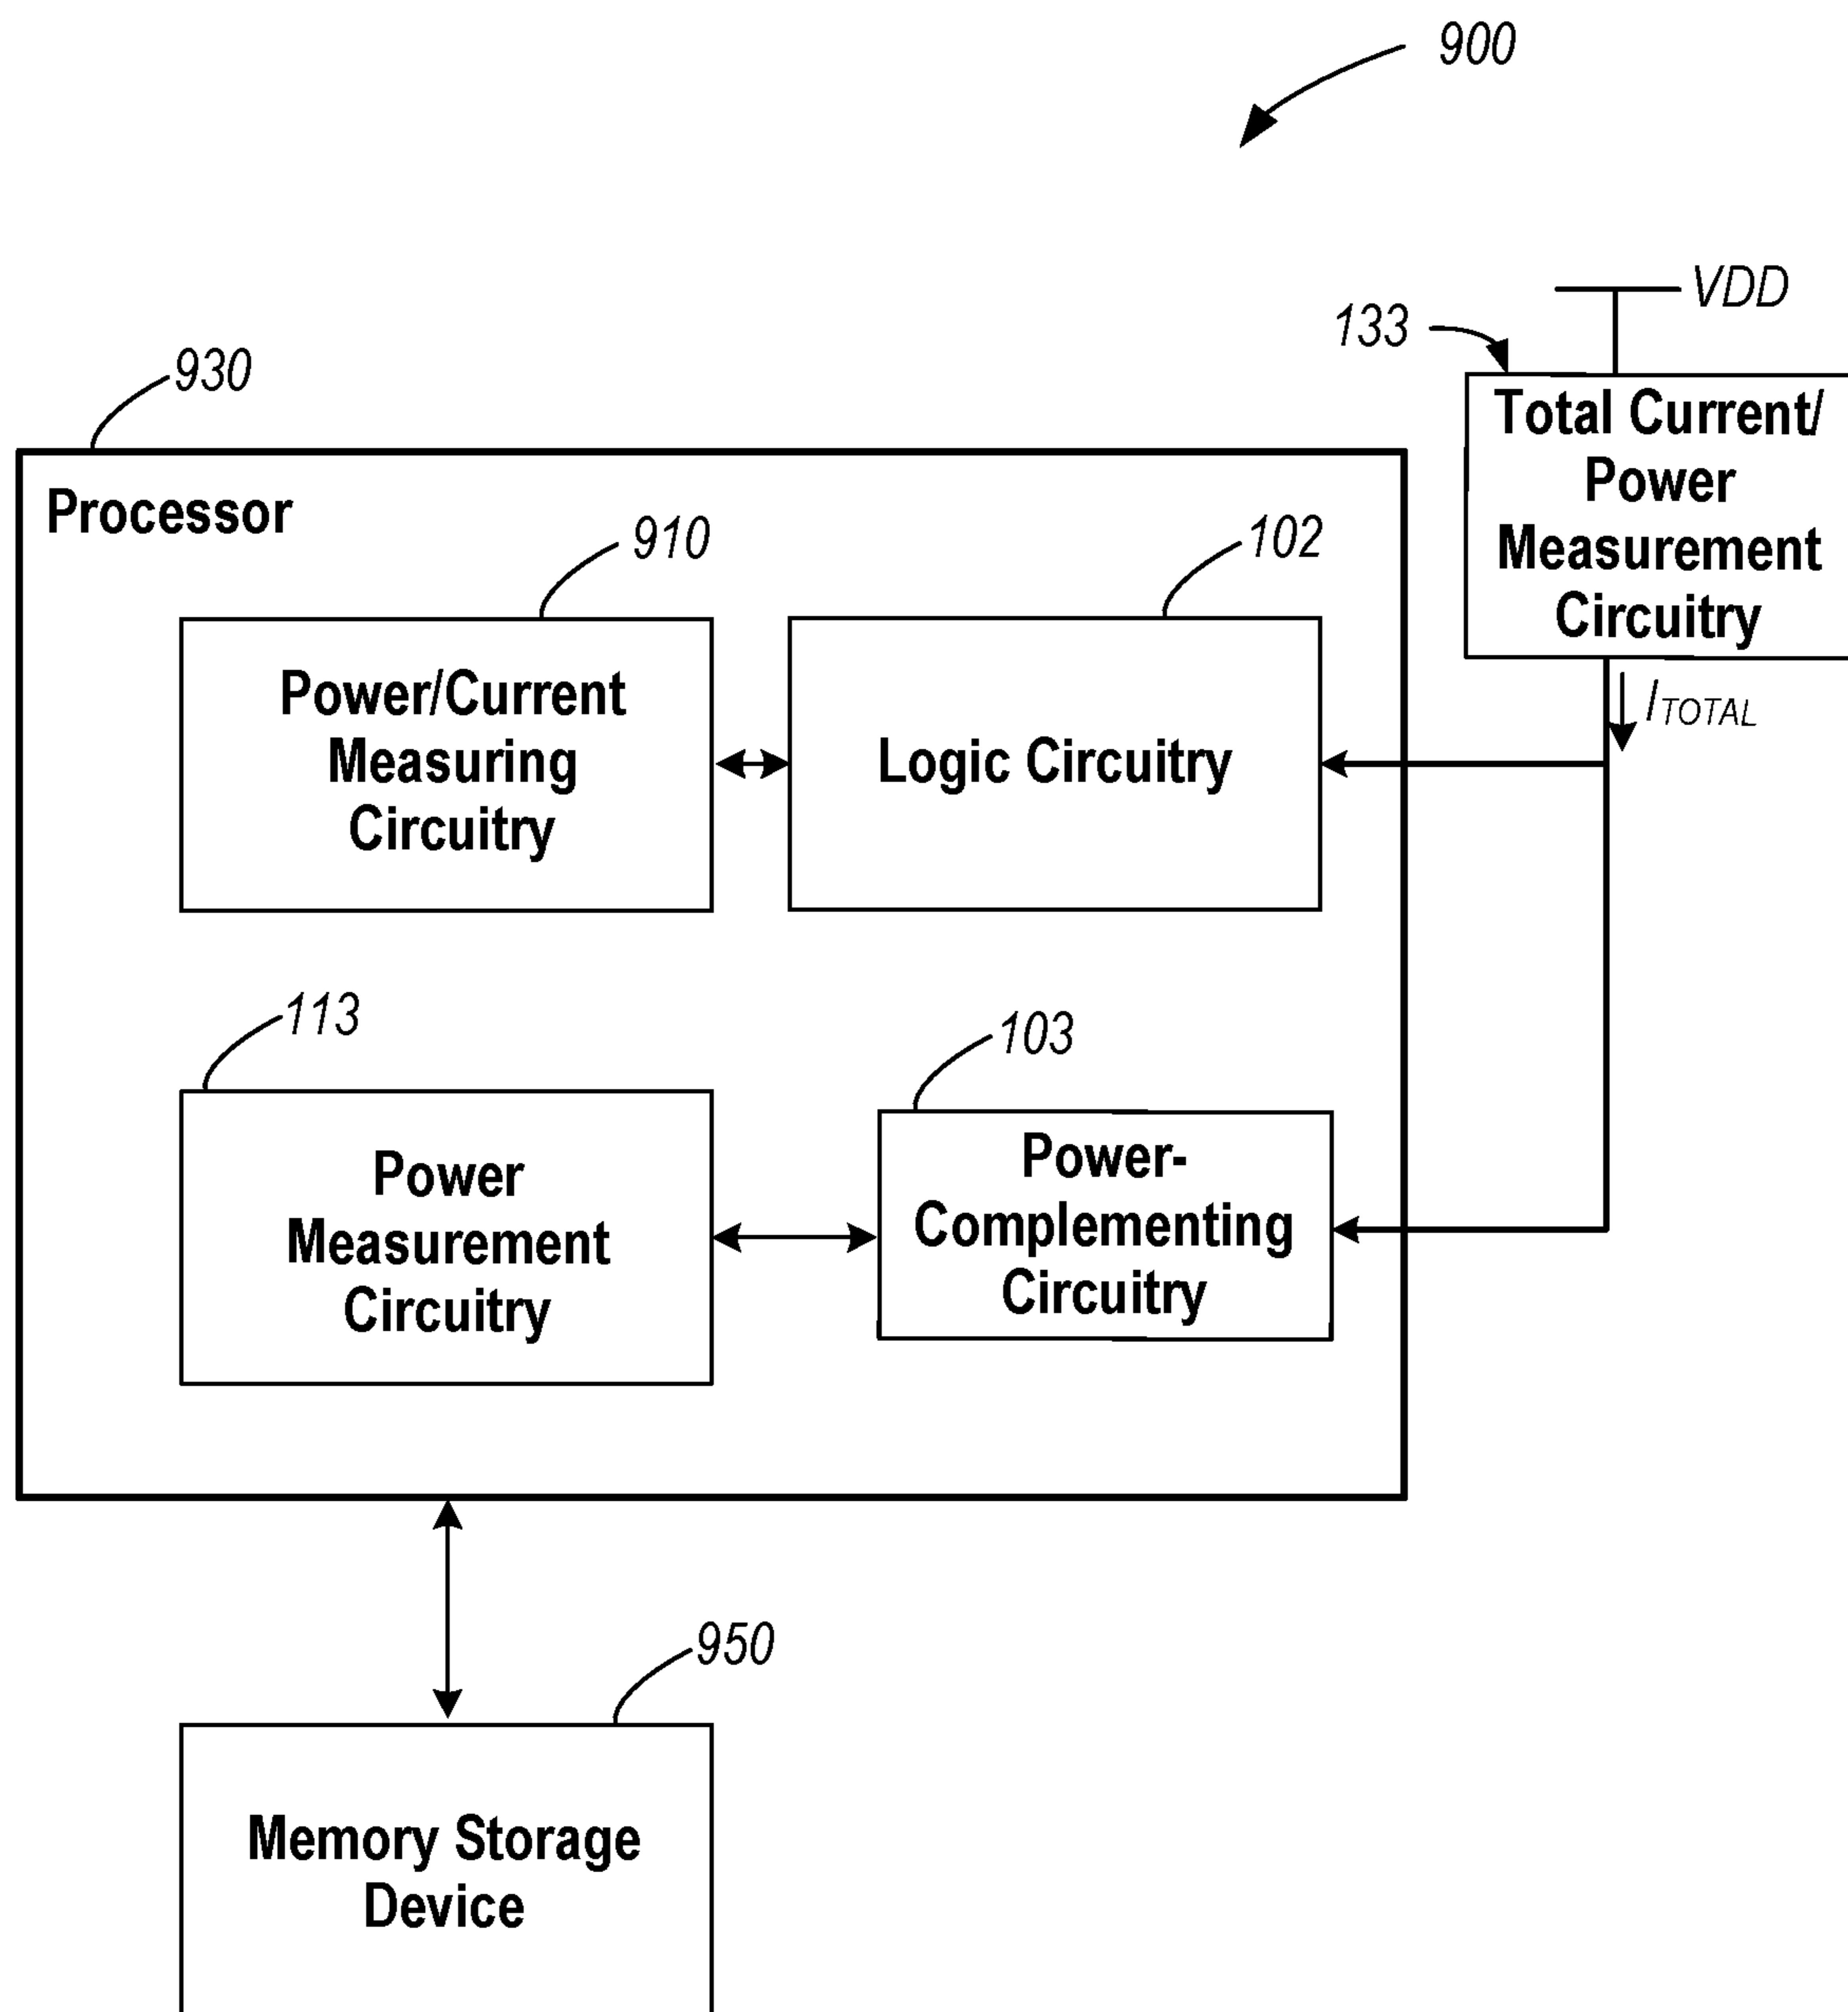 900
VDD
133
Total Current/
Power
Measurement
Circuitry
I TOTAL
930
Processor
910
Power/Current
Measuring
Circuitry
102
Logic Circuitry
113
Power
Measurement
Circuitry
103
Power-
Complementing
Circuitry
950
Memory Storage
Device